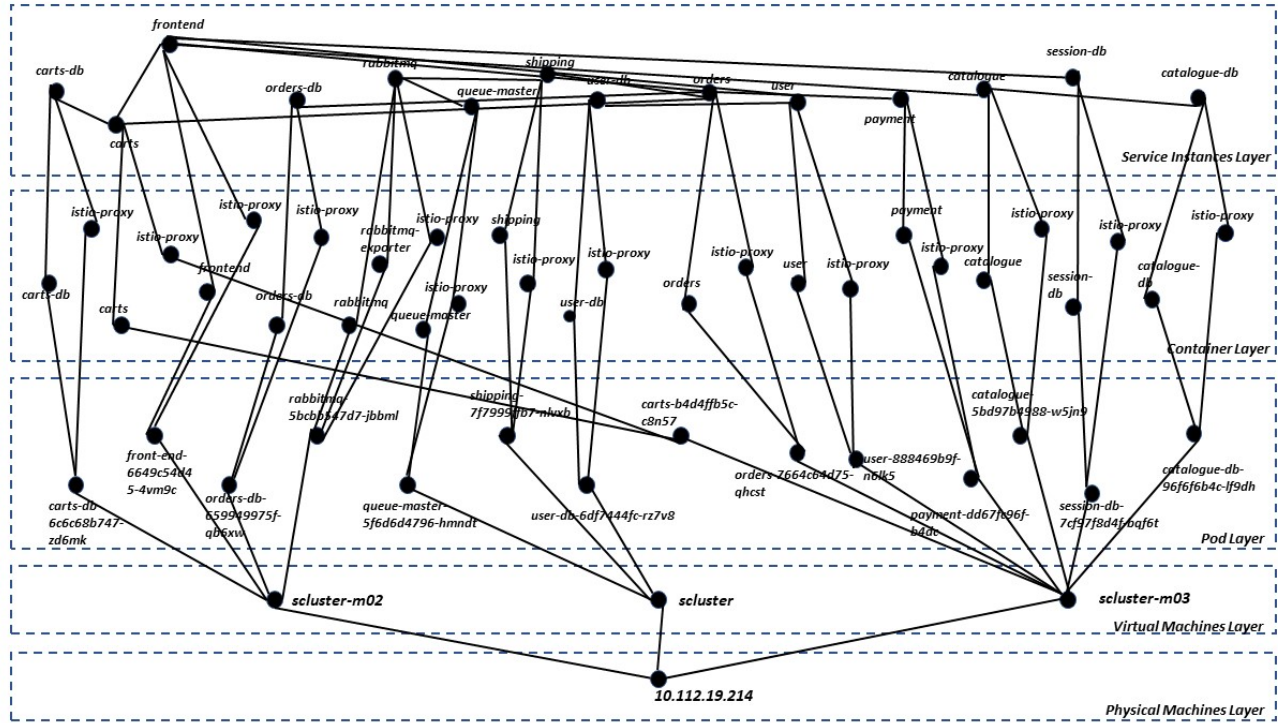 frontend
session-db
shipping
rabbitmq
carts-db
catalogue-db
catalogue
user-db
orders
user
orders-db
queue-master
payment
carts
Service Instances Layer
istio-proxy
istio-proxy
istio-proxy
istio-proxy
istio-proxy
shipping
payment
istio-proxy
istio-proxy
istio-proxy
rabbitmq-
exporter
istio-proxy
frontend
istio-proxy
istio-proxy
istio-proxy
user
istio-proxy
istio-proxy
catalogue
catalogue-
db
session-
db
istio-proxy
carts-db
orders-db
rabbitmq
user-db
orders
carts
queue-master
Container Layer
rabbitmq-
5bcbb547d7-jbbml
shipping-
7f7999ffb7-nlvxb
carts-b4d4ffb5c-
c8n57
catalogue-
5bd97b4988-w5jn9
front-end-
6649c54d4
5-4vm9c
orders-7664c64d75-
qhcst
user-888469b9f-
n6lk5
catalogue-db-
96f6f6b4c-lf9dh
carts-db-
6c6c68b747-
zd6mk
orders-db-
659949975f-
qb6xw
queue-master-
5f6d6d4796-hmndt
user-db-6df7444fc-rz7v8
payment-dd67fc96f-
b4dc
session-db-
7cf97f8d4f-bqf6t
Pod Layer
scluster-m02
scluster
scluster-m03
Virtual Machines Layer
10.112.19.214
Physical Machines Layer